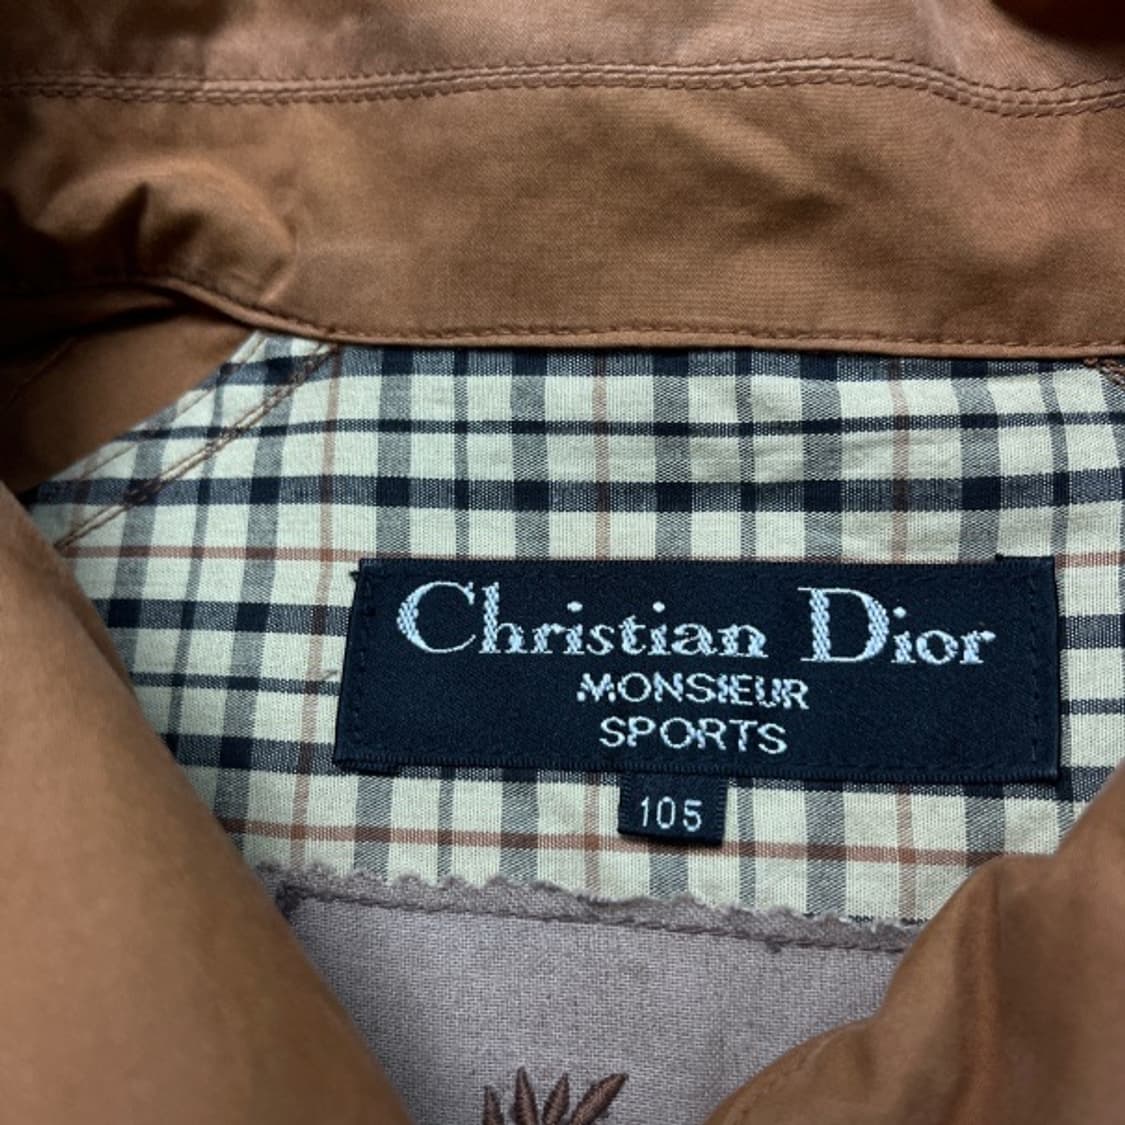 Christian Dior
MONSIEUR
SPORTS
105